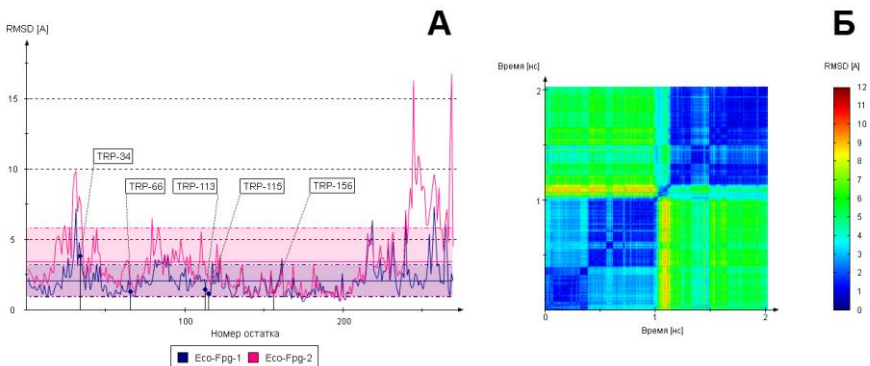 А
RMSD [A]
15
10
5
0
TRP-34
TRP-66
TRP-113
TRP-115
TRP-156
100
200
Номер остатка
Eco-Fpg-1
Eco-Fpg-2
Б
Время [нс]
2
1
0
1
2
Время [нс]
RMSD [A]
12
11
10
9
8
7
6
5
4
3
2
1
0